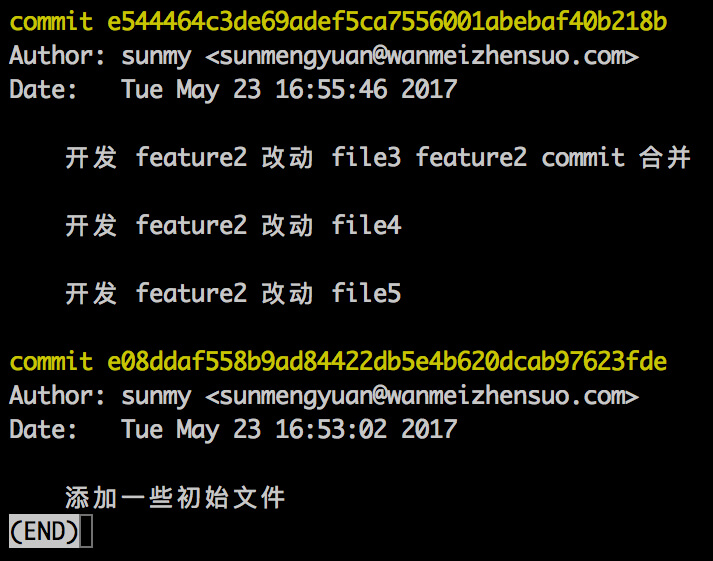 commit e544464c3de69adef5ca7556001abebaf40b218b
Author: sunmy <sunmengyuan@wanmeizhensuo.com>
Date:   Tue May 23 16:55:46 2017
开发 feature2 改动 file3 feature2 commit 合并
开发 feature2 改动 file4
开发 feature2 改动 file5
commit e08ddaf558b9ad84422db5e4b620dcab97623fde
Author: sunmy <sunmengyuan@wanmeizhensuo.com>
Date:   Tue May 23 16:53:02 2017
添加一些初始文件
(END)